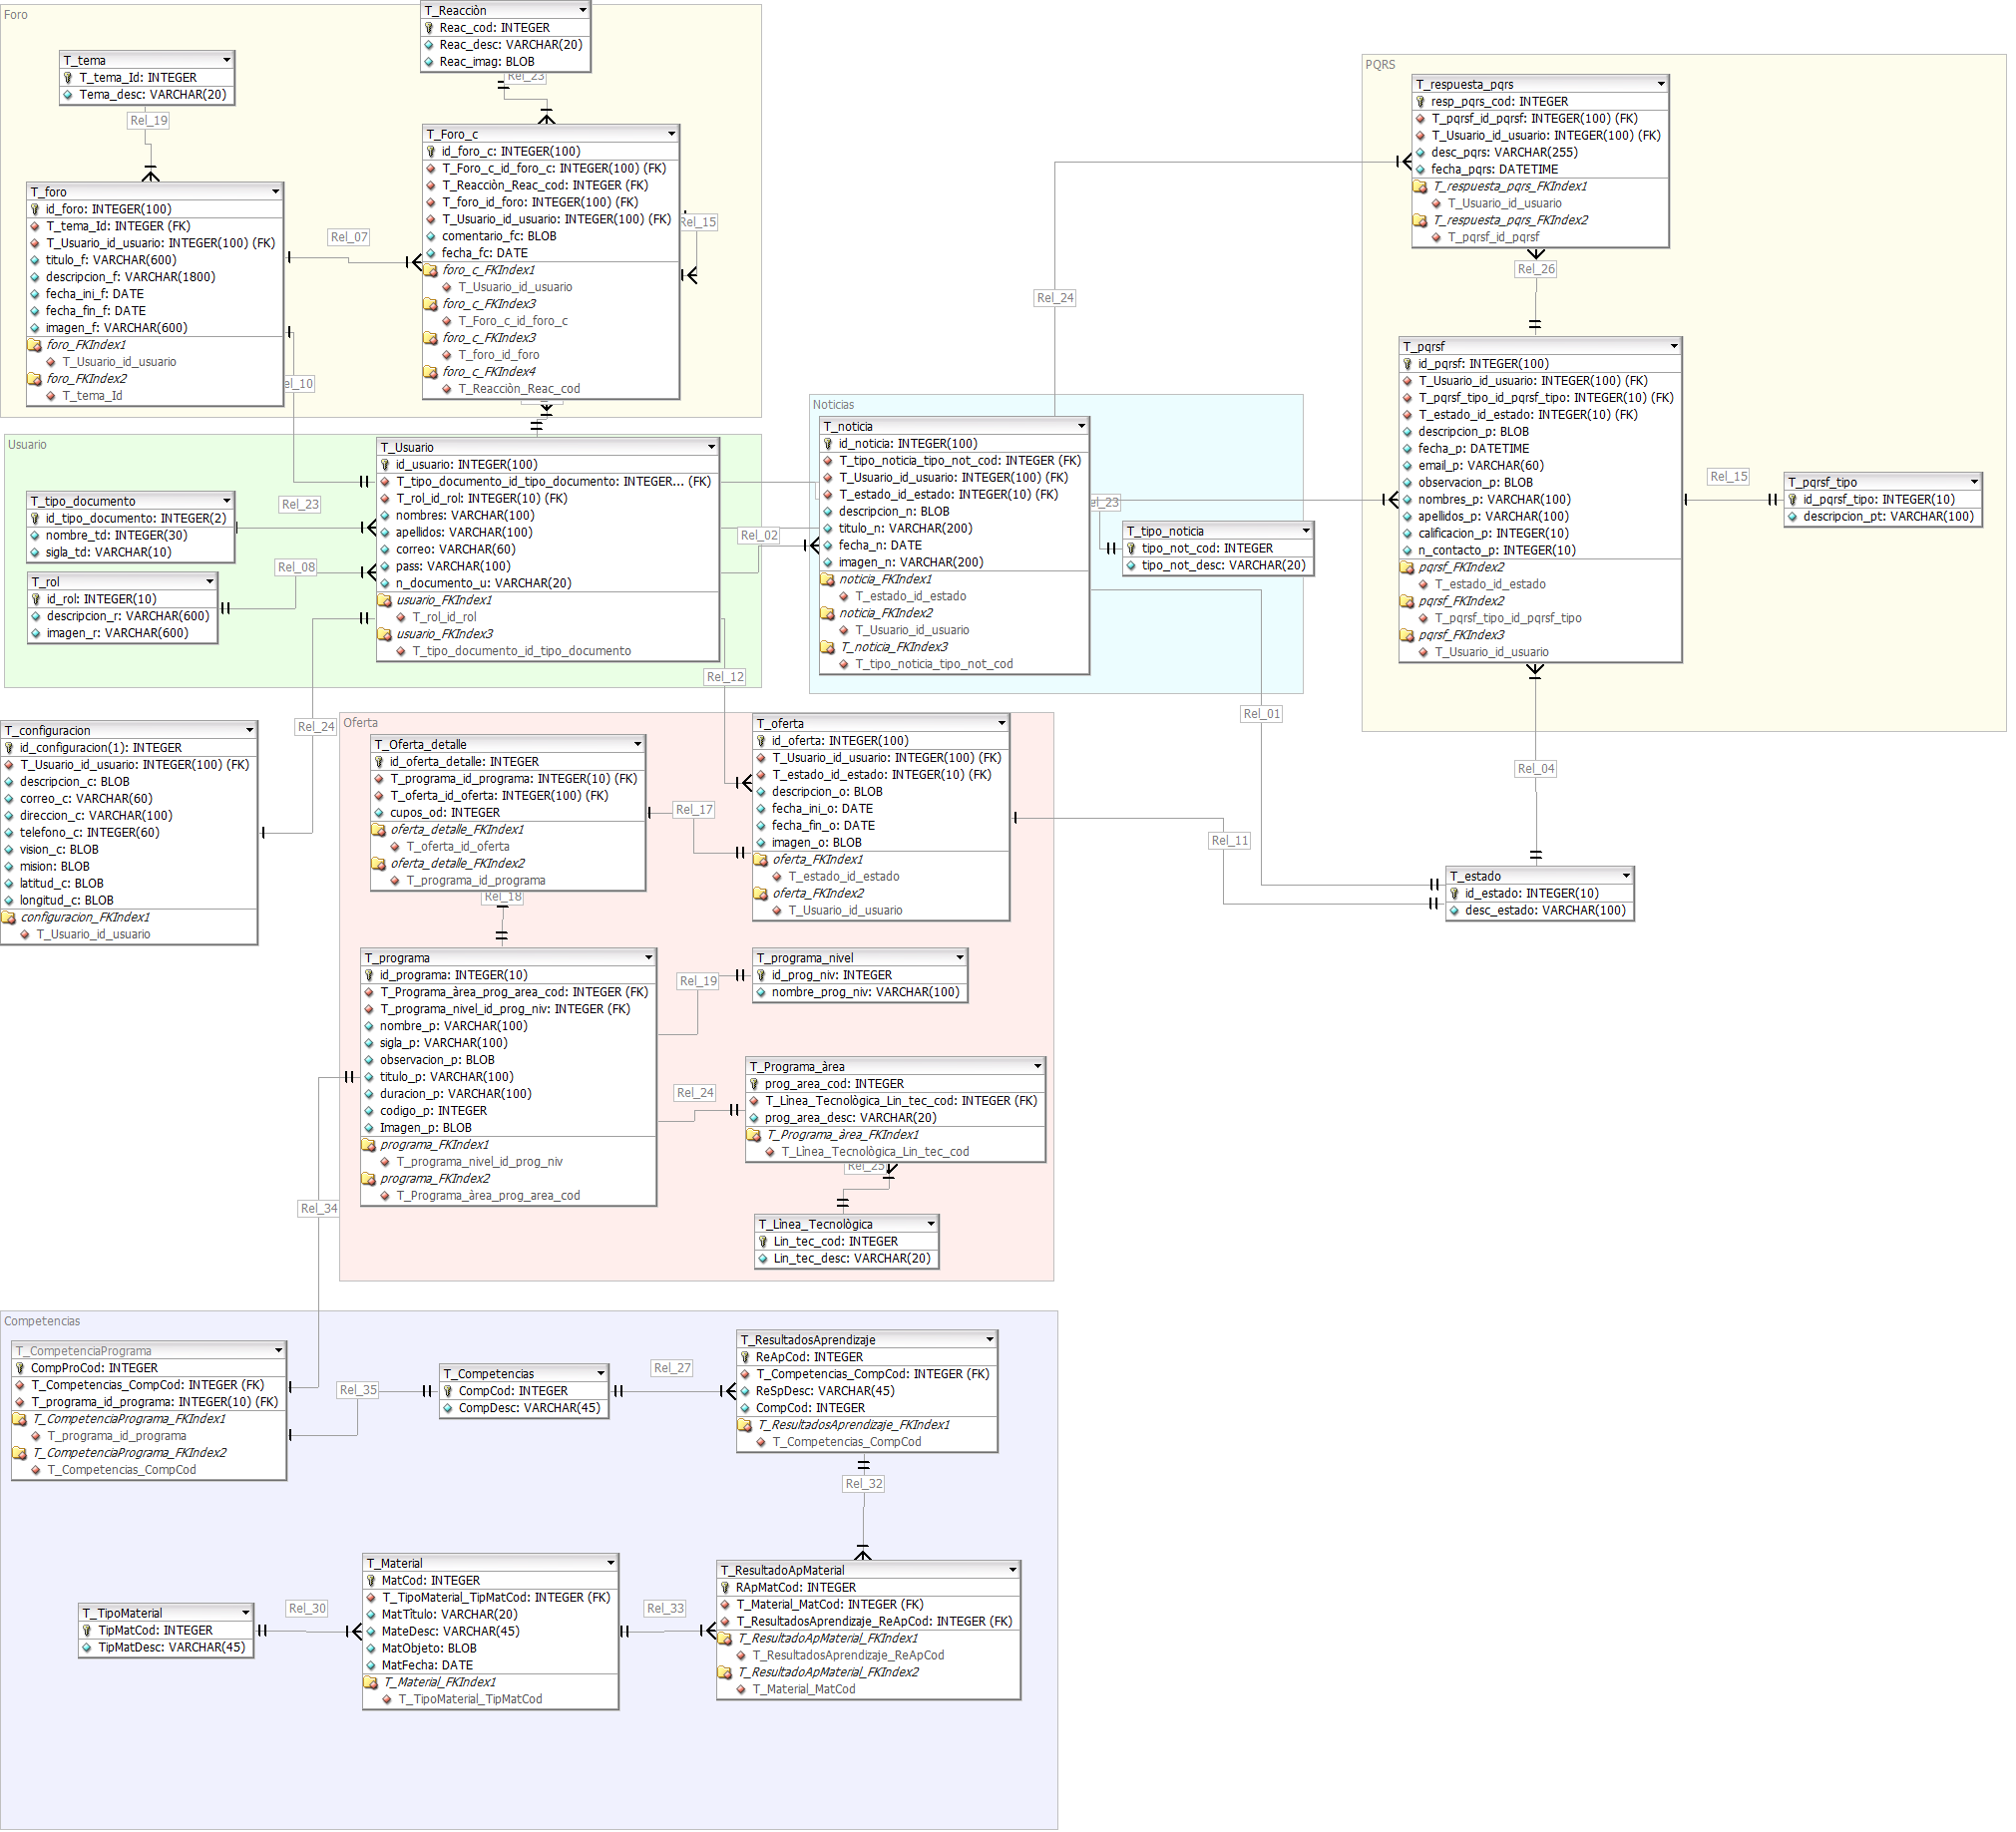 Foro
T_Reacciòn
Reac_cod: INTEGER
Reac_desc: VARCHAR(20)
Reac_imag: BLOB
Rel_23
T_tema
T_tema_Id: INTEGER
Tema_desc: VARCHAR(20)
Rel_19
T_foro
id_foro: INTEGER(100)
T_tema_Id: INTEGER (FK)
T_Usuario_id_usuario: INTEGER(100) (FK)
titulo_f: VARCHAR(600)
descripcion_f: VARCHAR(1800)
fecha_ini_f: DATE
fecha_fin_f: DATE
imagen_f: VARCHAR(600)
foro_FKIndex1
T_Usuario_id_usuario
foro_FKIndex2
T_tema_Id
Rel_07
el_10
T_Foro_c
id_foro_c: INTEGER(100)
T_Foro_c_id_foro_c: INTEGER(100) (FK)
T_Reacciòn_Reac_cod: INTEGER (FK)
T_foro_id_foro: INTEGER(100) (FK)
T_Usuario_id_usuario: INTEGER(100) (FK)
comentario_fc: BLOB
fecha_fc: DATE
foro_c_FKIndex1
T_Usuario_id_usuario
foro_c_FKIndex3
T_Foro_c_id_foro_c
foro_c_FKIndex3
T_foro_id_foro
foro_c_FKIndex4
T_Reacciòn_Reac_cod
Rel_15
Usuario
T_tipo_documento
id_tipo_documento: INTEGER(2)
nombre_td: INTEGER(30)
sigla_td: VARCHAR(10)
Rel_23
T_rol
id_rol: INTEGER(10)
descripcion_r: VARCHAR(600)
imagen_r: VARCHAR(600)
Rel_08
T_Usuario
id_usuario: INTEGER(100)
T_tipo_documento_id_tipo_documento: INTEGER... (FK)
T_rol_id_rol: INTEGER(10) (FK)
nombres: VARCHAR(100)
apellidos: VARCHAR(100)
correo: VARCHAR(60)
pass: VARCHAR(100)
n_documento_u: VARCHAR(20)
usuario_FKIndex1
T_rol_id_rol
usuario_FKIndex3
T_tipo_documento_id_tipo_documento
Rel_02
Rel_12
Rel_24
Noticias
T_noticia
id_noticia: INTEGER(100)
T_tipo_noticia_tipo_not_cod: INTEGER (FK)
T_Usuario_id_usuario: INTEGER(100) (FK)
T_estado_id_estado: INTEGER(10) (FK)
descripcion_n: BLOB
titulo_n: VARCHAR(200)
fecha_n: DATE
imagen_n: VARCHAR(200)
noticia_FKIndex1
T_estado_id_estado
noticia_FKIndex2
T_Usuario_id_usuario
T_noticia_FKIndex3
T_tipo_noticia_tipo_not_cod
el_23
T_tipo_noticia
tipo_not_cod: INTEGER
tipo_not_desc: VARCHAR(20)
Rel_01
PQRS
T_respuesta_pqrs
resp_pqrs_cod: INTEGER
T_pqrsf_id_pqrsf: INTEGER(100) (FK)
T_Usuario_id_usuario: INTEGER(100) (FK)
desc_pqrs: VARCHAR(255)
fecha_pqrs: DATETIME
T_respuesta_pqrs_FKIndex1
T_Usuario_id_usuario
T_respuesta_pqrs_FKIndex2
T_pqrsf_id_pqrsf
Rel_26
T_pqrsf
id_pqrsf: INTEGER(100)
T_Usuario_id_usuario: INTEGER(100) (FK)
T_pqrsf_tipo_id_pqrsf_tipo: INTEGER(10) (FK)
T_estado_id_estado: INTEGER(10) (FK)
descripcion_p: BLOB
fecha_p: DATETIME
email_p: VARCHAR(60)
observacion_p: BLOB
nombres_p: VARCHAR(100)
apellidos_p: VARCHAR(100)
calificacion_p: INTEGER(10)
n_contacto_p: INTEGER(10)
pqrsf_FKIndex2
T_estado_id_estado
pqrsf_FKIndex2
T_pqrsf_tipo_id_pqrsf_tipo
pqrsf_FKIndex3
T_Usuario_id_usuario
Rel_15
T_pqrsf_tipo
id_pqrsf_tipo: INTEGER(10)
descripcion_pt: VARCHAR(100)
Rel_04
T_estado
id_estado: INTEGER(10)
desc_estado: VARCHAR(100)
T_configuracion
id_configuracion(1): INTEGER
T_Usuario_id_usuario: INTEGER(100) (FK)
descripcion_c: BLOB
correo_c: VARCHAR(60)
direccion_c: VARCHAR(100)
telefono_c: INTEGER(60)
vision_c: BLOB
mision: BLOB
latitud_c: BLOB
longitud_c: BLOB
configuracion_FKIndex1
T_Usuario_id_usuario
Rel_24
Oferta
T_Oferta_detalle
id_oferta_detalle: INTEGER
T_programa_id_programa: INTEGER(10) (FK)
T_oferta_id_oferta: INTEGER(100) (FK)
cupos_od: INTEGER
oferta_detalle_FKIndex1
T_oferta_id_oferta
oferta_detalle_FKIndex2
T_programa_id_programa
Rel_18
Rel_17
T_oferta
id_oferta: INTEGER(100)
T_Usuario_id_usuario: INTEGER(100) (FK)
T_estado_id_estado: INTEGER(10) (FK)
descripcion_o: BLOB
fecha_ini_o: DATE
fecha_fin_o: DATE
imagen_o: BLOB
oferta_FKIndex1
T_estado_id_estado
oferta_FKIndex2
T_Usuario_id_usuario
Rel_11
T_programa
id_programa: INTEGER(10)
T_Programa_àrea_prog_area_cod: INTEGER (FK)
T_programa_nivel_id_prog_niv: INTEGER (FK)
nombre_p: VARCHAR(100)
sigla_p: VARCHAR(100)
observacion_p: BLOB
titulo_p: VARCHAR(100)
duracion_p: VARCHAR(100)
codigo_p: INTEGER
Imagen_p: BLOB
programa_FKIndex1
T_programa_nivel_id_prog_niv
programa_FKIndex2
T_Programa_àrea_prog_area_cod
Rel_19
T_programa_nivel
id_prog_niv: INTEGER
nombre_prog_niv: VARCHAR(100)
Rel_24
T_Programa_àrea
prog_area_cod: INTEGER
T_Lìnea_Tecnològica_Lin_tec_cod: INTEGER (FK)
prog_area_desc: VARCHAR(20)
T_Programa_àrea_FKIndex1
T_Lìnea_Tecnològica_Lin_tec_cod
Rel_25
T_Lìnea_Tecnològica
Lin_tec_cod: INTEGER
Lin_tec_desc: VARCHAR(20)
Rel_34
Competencias
T_CompetenciaPrograma
CompProCod: INTEGER
T_Competencias_CompCod: INTEGER (FK)
T_programa_id_programa: INTEGER(10) (FK)
T_CompetenciaPrograma_FKIndex1
T_programa_id_programa
T_CompetenciaPrograma_FKIndex2
T_Competencias_CompCod
Rel_35
T_Competencias
CompCod: INTEGER
CompDesc: VARCHAR(45)
Rel_27
T_ResultadosAprendizaje
ReApCod: INTEGER
T_Competencias_CompCod: INTEGER (FK)
ReSpDesc: VARCHAR(45)
CompCod: INTEGER
T_ResultadosAprendizaje_FKIndex1
T_Competencias_CompCod
Rel_32
T_TipoMaterial
TipMatCod: INTEGER
TipMatDesc: VARCHAR(45)
Rel_30
T_Material
MatCod: INTEGER
T_TipoMaterial_TipMatCod: INTEGER (FK)
MatTìtulo: VARCHAR(20)
MateDesc: VARCHAR(45)
MatObjeto: BLOB
MatFecha: DATE
T_Material_FKIndex1
T_TipoMaterial_TipMatCod
Rel_33
T_ResultadoApMaterial
RApMatCod: INTEGER
T_Material_MatCod: INTEGER (FK)
T_ResultadosAprendizaje_ReApCod: INTEGER (FK)
T_ResultadoApMaterial_FKIndex1
T_ResultadosAprendizaje_ReApCod
T_ResultadoApMaterial_FKIndex2
T_Material_MatCod